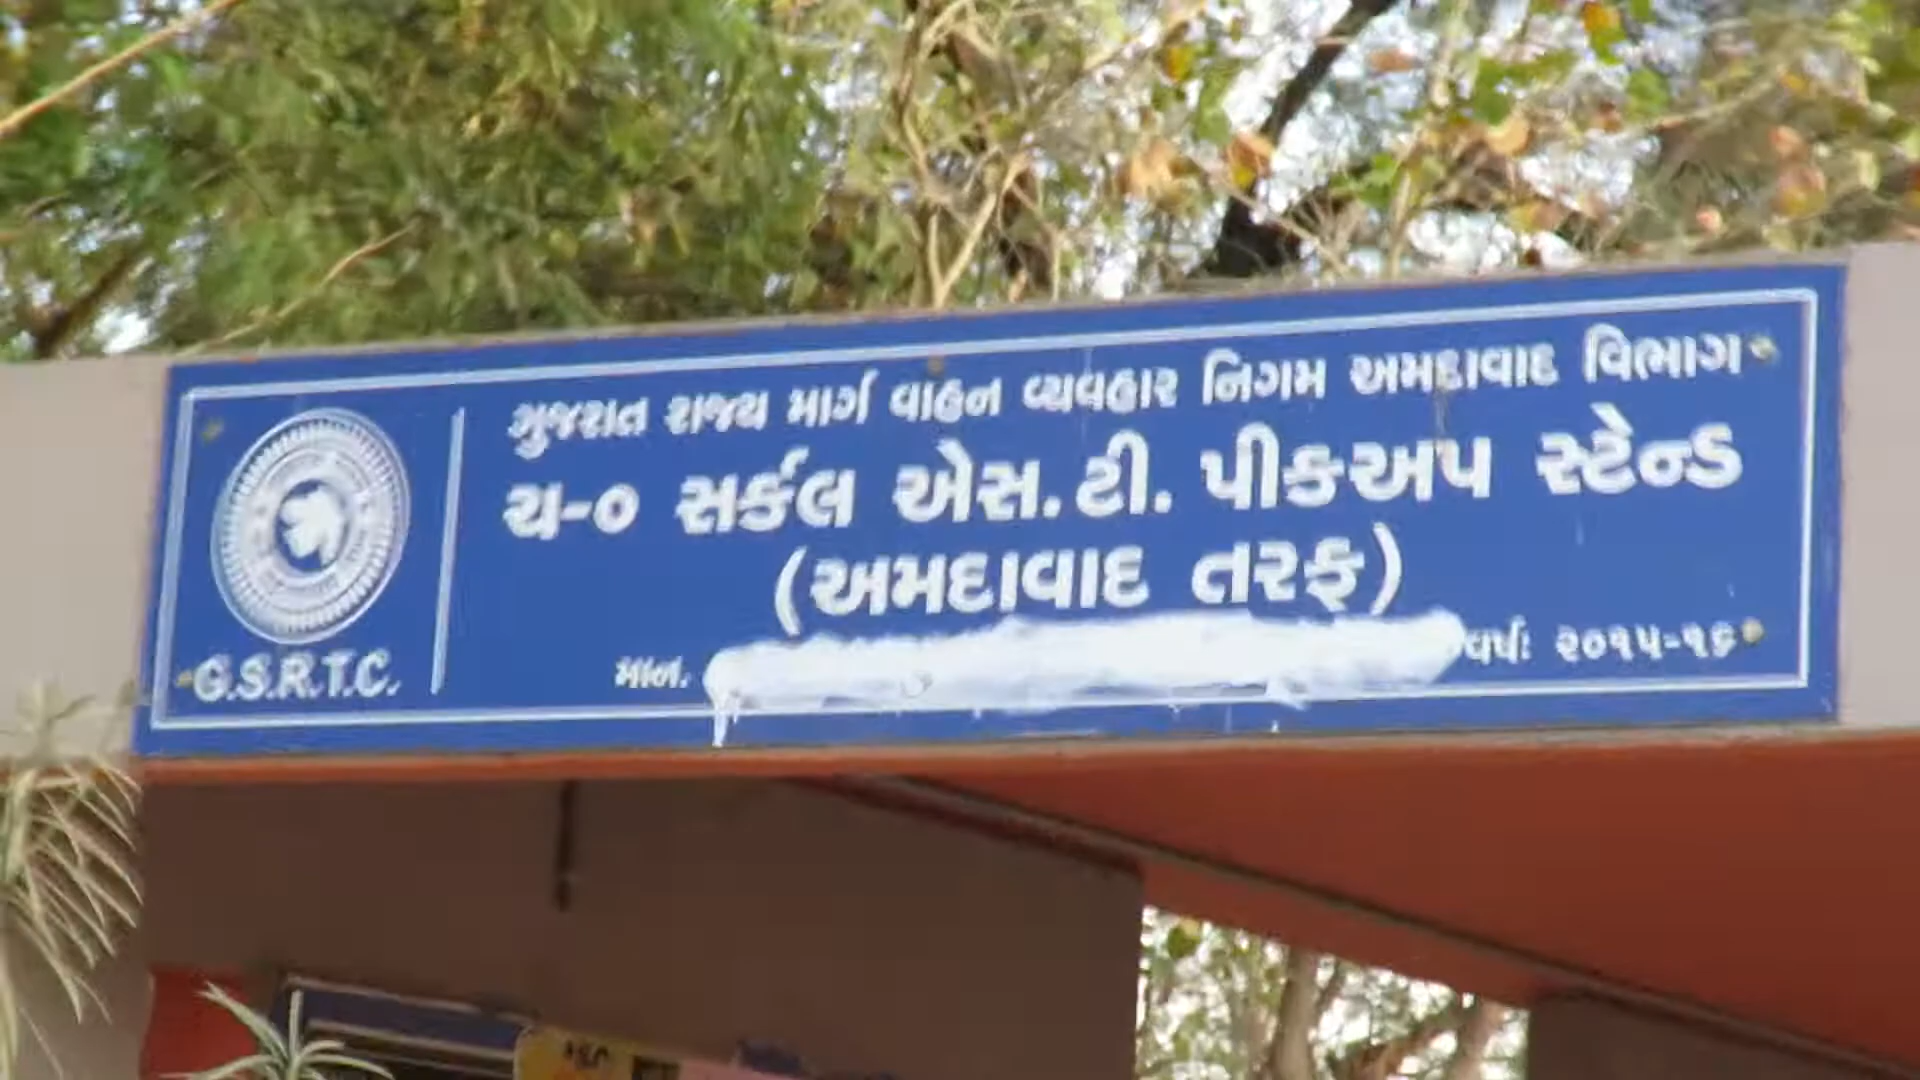 ગુજરાત રાજ્ય માર્ગ વાહન વ્યવહાર નિગમ અમદાવાદ વિભાગ
ચ-૦ સર્કલ એસ.ટી. પીકઅપ સ્ટેન્ડ
(અમદાવાદ તરફ)
માન. વર્ષઃ ૨૦૧૫-૧૬
G.S.R.T.C.